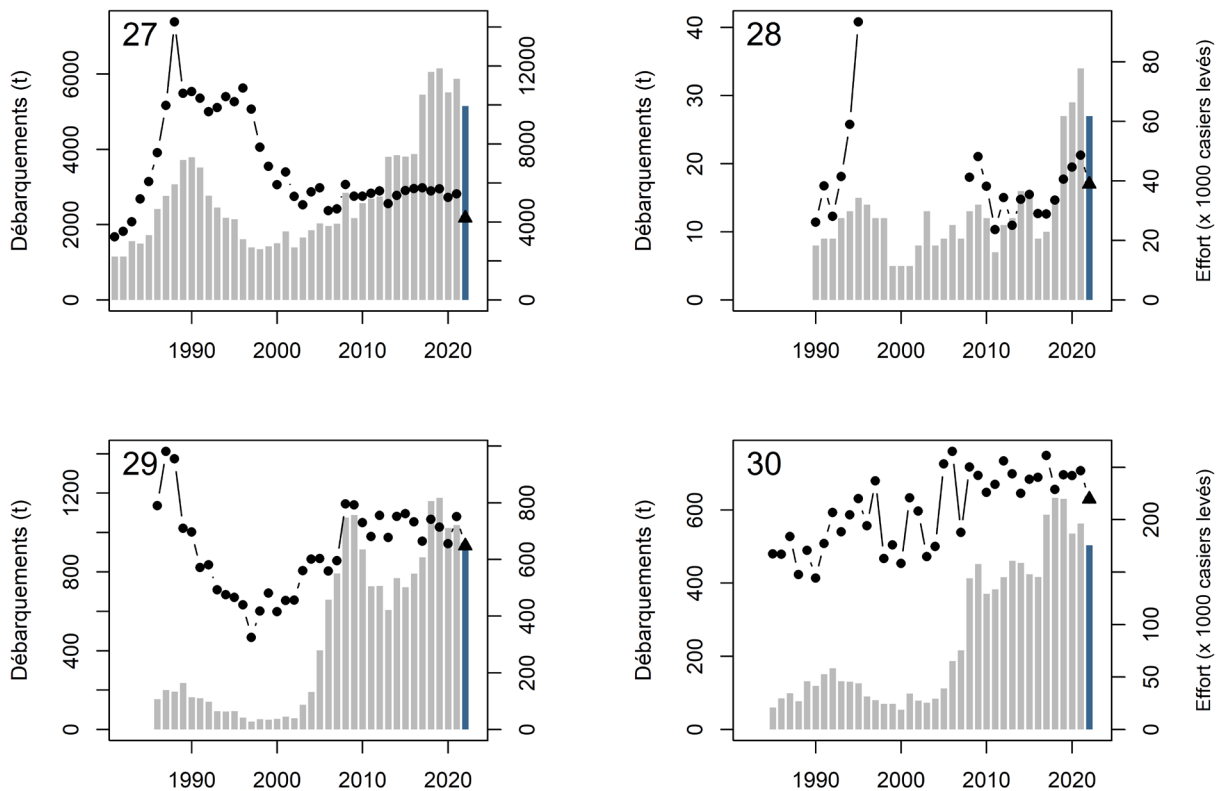 27
Débarquements (t)
0 2000 4000 6000
0 4000 8000 12000
1990 2000 2010 2020
28
Débarquements (t)
0 10 20 30 40
0 20 40 60 80
Effort (x 1000 casiers levés)
1990 2000 2010 2020
29
Débarquements (t)
0 400 800 1200
0 200 400 600 800
1990 2000 2010 2020
30
Débarquements (t)
0 200 400 600
0 50 100 200
Effort (x 1000 casiers levés)
1990 2000 2010 2020